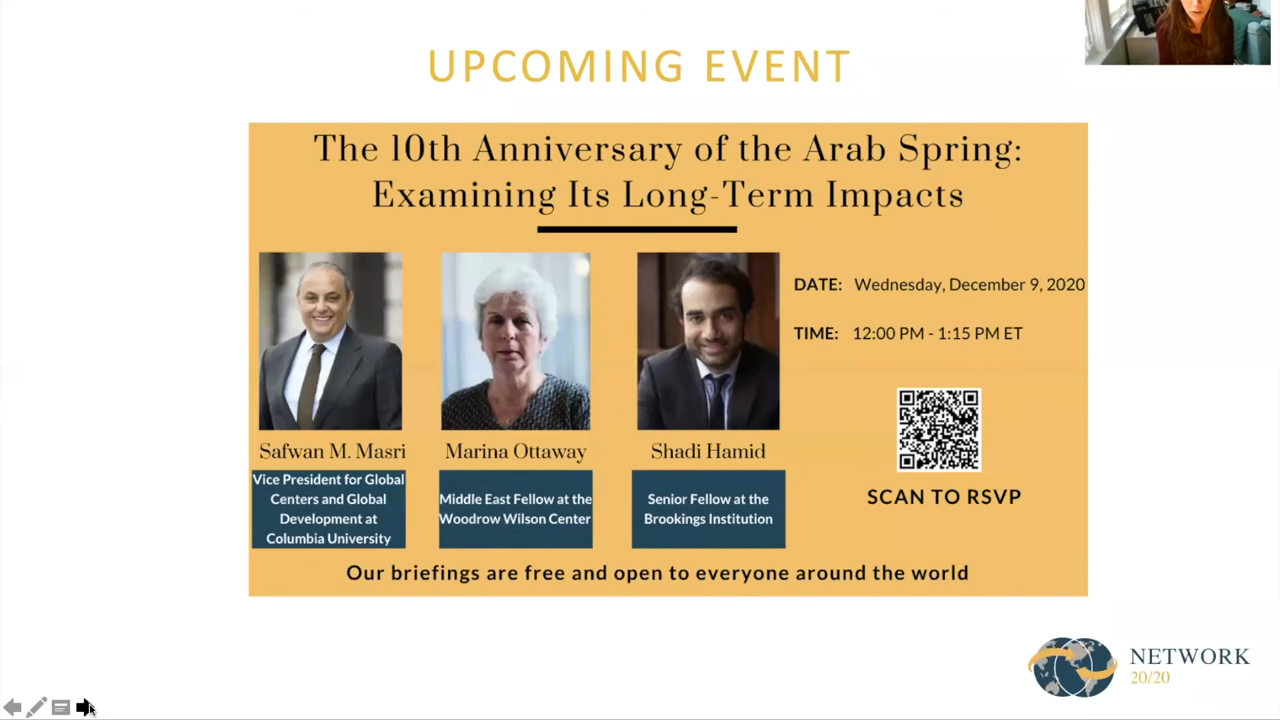 UPCOMING EVENT
The 10th Anniversary of the Arab Spring:
Examining Its Long-Term Impacts
DATE: Wednesday, December 9, 2020
TIME: 12:00 PM - 1:15 PM ET
Safwan M. Masri
Vice President for Global
Centers and Global
Development at
Columbia University
Marina Ottaway
Middle East Fellow at the
Woodrow Wilson Center
Shadi Hamid
Senior Fellow at the
Brookings Institution
SCAN TO RSVP
Our briefings are free and open to everyone around the world
NETWORK
20/20